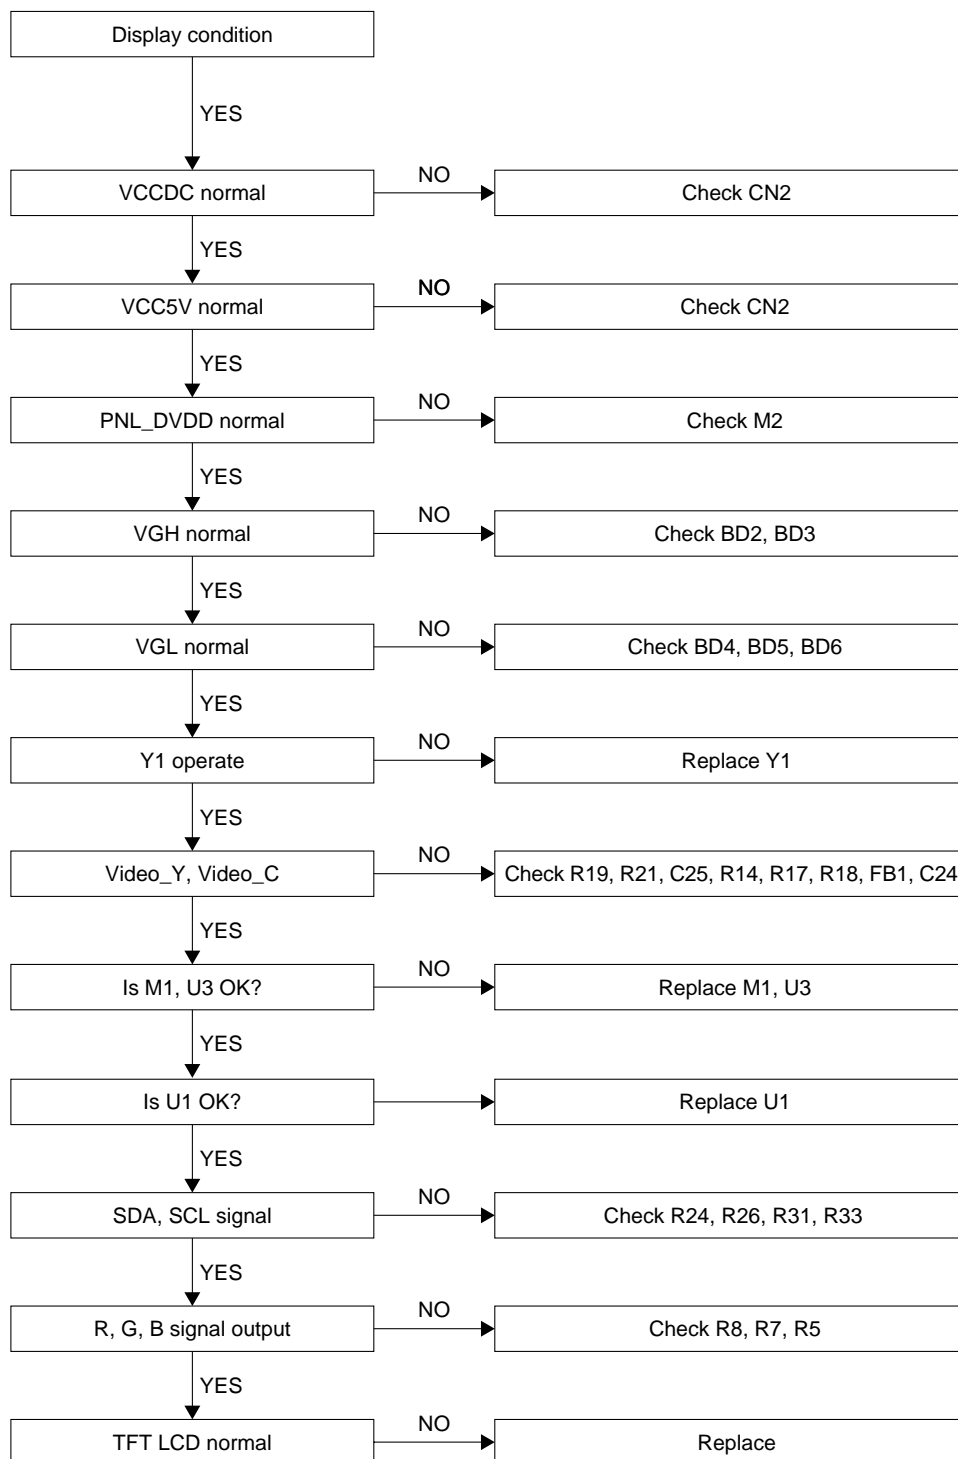 Display condition
YES
NO
VCCDC normal
Check CN2
YES
NO
VCC5V normal
Check CN2
YES
NO
PNL_DVDD normal
Check M2
YES
NO
VGH normal
Check BD2, BD3
YES
NO
VGL normal
Check BD4, BD5, BD6
YES
NO
Y1 operate
Replace Y1
YES
NO
Video_Y, Video_C
Check R19, R21, C25, R14, R17, R18, FB1, C24
YES
NO
Is M1, U3 OK?
Replace M1, U3
YES
Is U1 OK?
Replace U1
YES
NO
SDA, SCL signal
Check R24, R26, R31, R33
YES
NO
R, G, B signal output
Check R8, R7, R5
YES
NO
TFT LCD normal
Replace